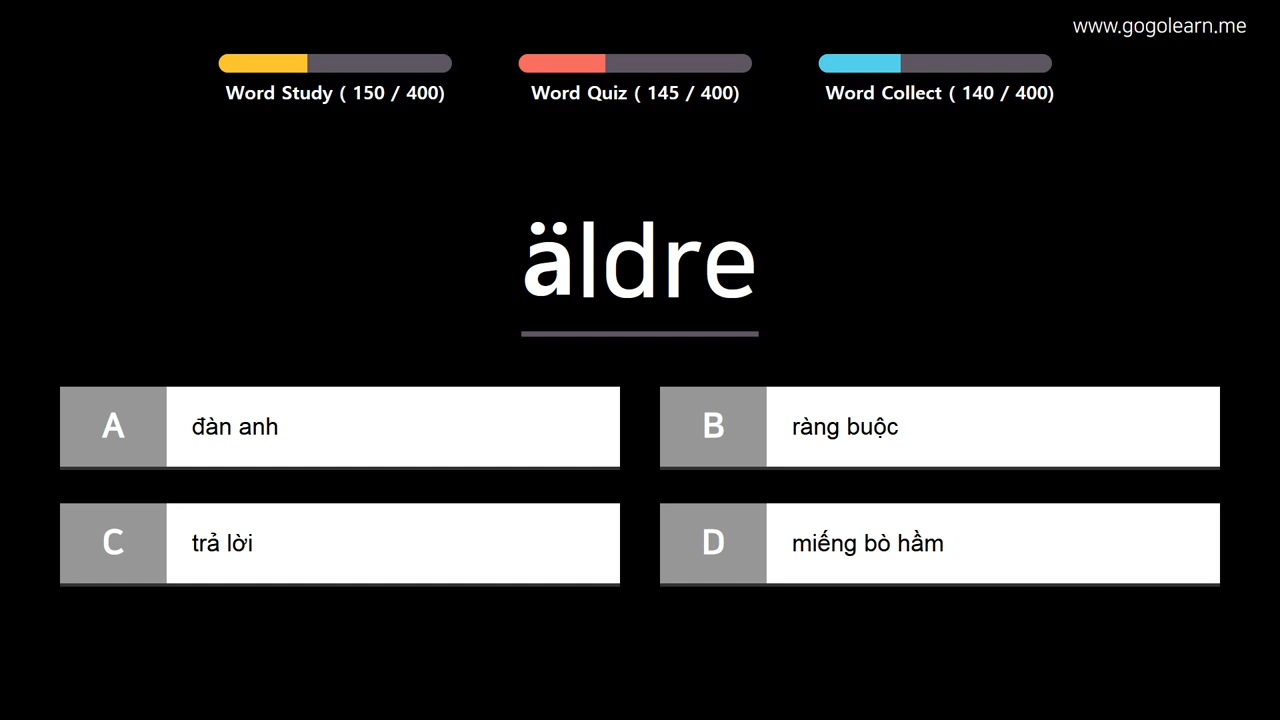 www.gogolearn.me
Word Study ( 150 / 400)
Word Quiz ( 145 / 400)
Word Collect ( 140 / 400)
äldre
A đàn anh
B ràng buộc
C trả lời
D miếng bò hầm